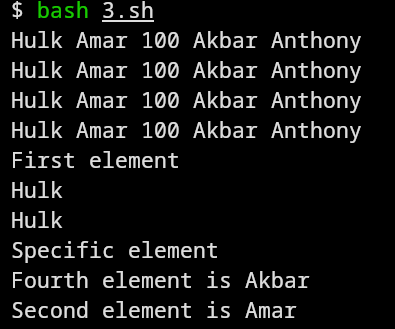 $ bash 3.sh
Hulk Amar 100 Akbar Anthony
Hulk Amar 100 Akbar Anthony
Hulk Amar 100 Akbar Anthony
Hulk Amar 100 Akbar Anthony
First element
Hulk
Hulk
Specific element
Fourth element is Akbar
Second element is Amar